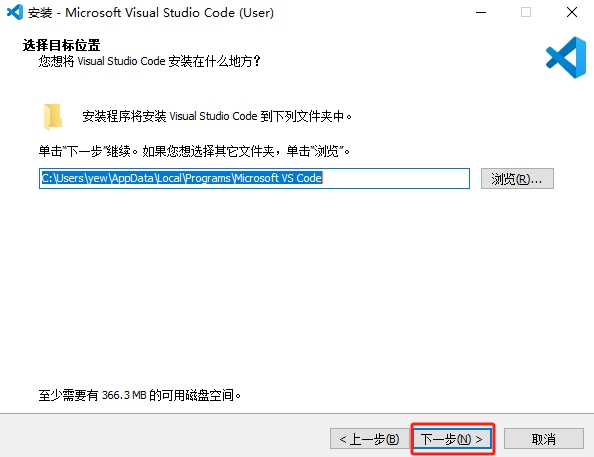 安装 - Microsoft Visual Studio Code (User)
选择目标位置
您想将 Visual Studio Code 安装在什么地方？
安装程序将安装 Visual Studio Code 到下列文件夹中。
单击“下一步”继续。如果您想选择其它文件夹，单击“浏览”。
C:\Users\yew\AppData\Local\Programs\Microsoft VS Code
浏览(R)...
至少需要有 366.3 MB 的可用磁盘空间。
< 上一步(B)
下一步(N) >
取消